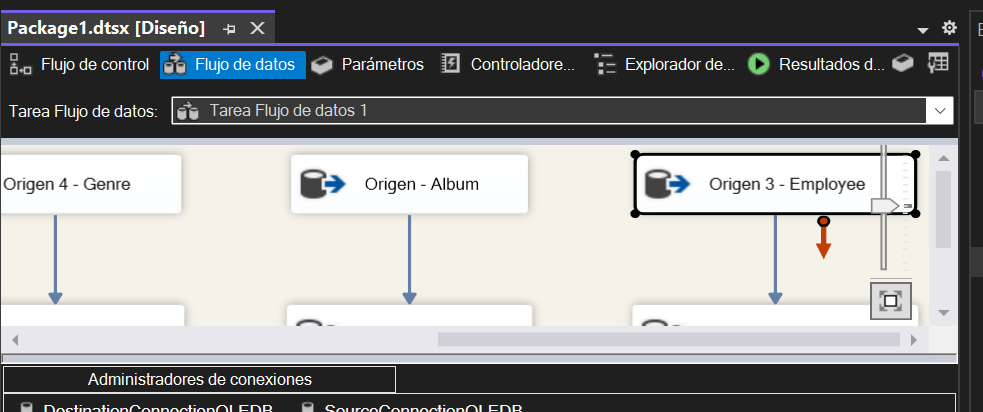 Package1.dtsx [Diseño]
Flujo de control Flujo de datos Parámetros Controladore... Explorador de... Resultados d...
Tarea Flujo de datos: Tarea Flujo de datos 1
Origen 4 - Genre Origen - Album Origen 3 - Employee
Administradores de conexiones
DestinationConnectionOLEDB SourceConnectionOLEDB